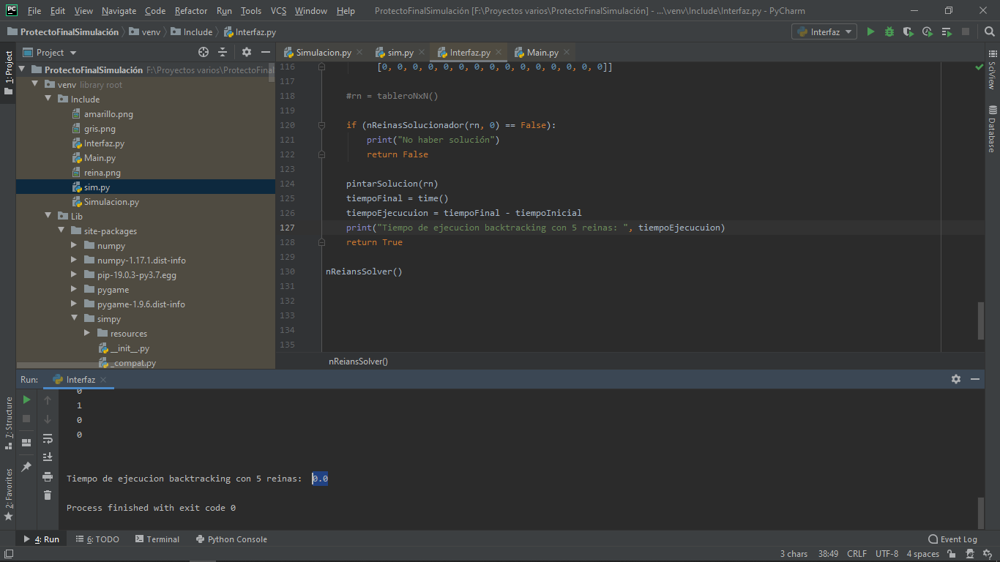 PC File Edit View Navigate Code Refactor Run Tools VCS Window Help ProtectoFinalSimulación [F:\Proyectos varios\ProtectoFinalSimulación] - ...\venv\Include\Interfaz.py - PyCharm
ProtectoFinalSimulación venv Include Interfaz.py Interfaz
1: Project
Project
Simulacion.py sim.py Interfaz.py Main.py
ProtectoFinalSimulación F:\Proyectos varios\ProtectoFinal
venv library root
Include
amarillo.png
gris.png
Interfaz.py
Main.py
reina.png
sim.py
Simulacion.py
Lib
site-packages
numpy
numpy-1.17.1.dist-info
pip-19.0.3-py3.7.egg
pygame
pygame-1.9.6.dist-info
simpy
resources
__init__.py
_compat.py
116 [0, 0, 0, 0, 0, 0, 0, 0, 0, 0, 0, 0, 0, 0, 0]]
117
118 #rn = tableroNxN()
119
120 if (nReinasSolucionador(rn, 0) == False):
121 print("No haber solución")
122 return False
123
124 pintarSolucion(rn)
125 tiempoFinal = time()
126 tiempoEjecucuion = tiempoFinal - tiempoInicial
127 print("Tiempo de ejecucion backtracking con 5 reinas: ", tiempoEjecucuion)
128 return True
129
130 nReiansSolver()
131
132
133
134
135
nReiansSolver()
SciView
Database
Run: Interfaz
0
1
0
0
Tiempo de ejecucion backtracking con 5 reinas: 0.0
Process finished with exit code 0
7: Structure
2: Favorites
4: Run 6: TODO Terminal Python Console Event Log
3 chars 38:49 CRLF UTF-8 4 spaces